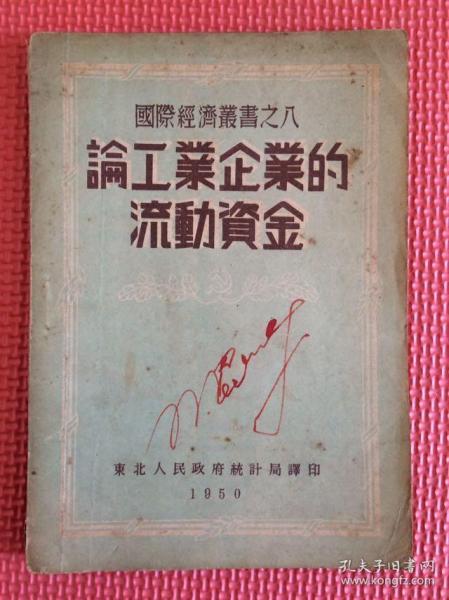 國際經濟叢書之八
論工業企業的
流動資金
東北人民政府統計局譯印
1950
孔夫子旧书网
www.kongfz.com